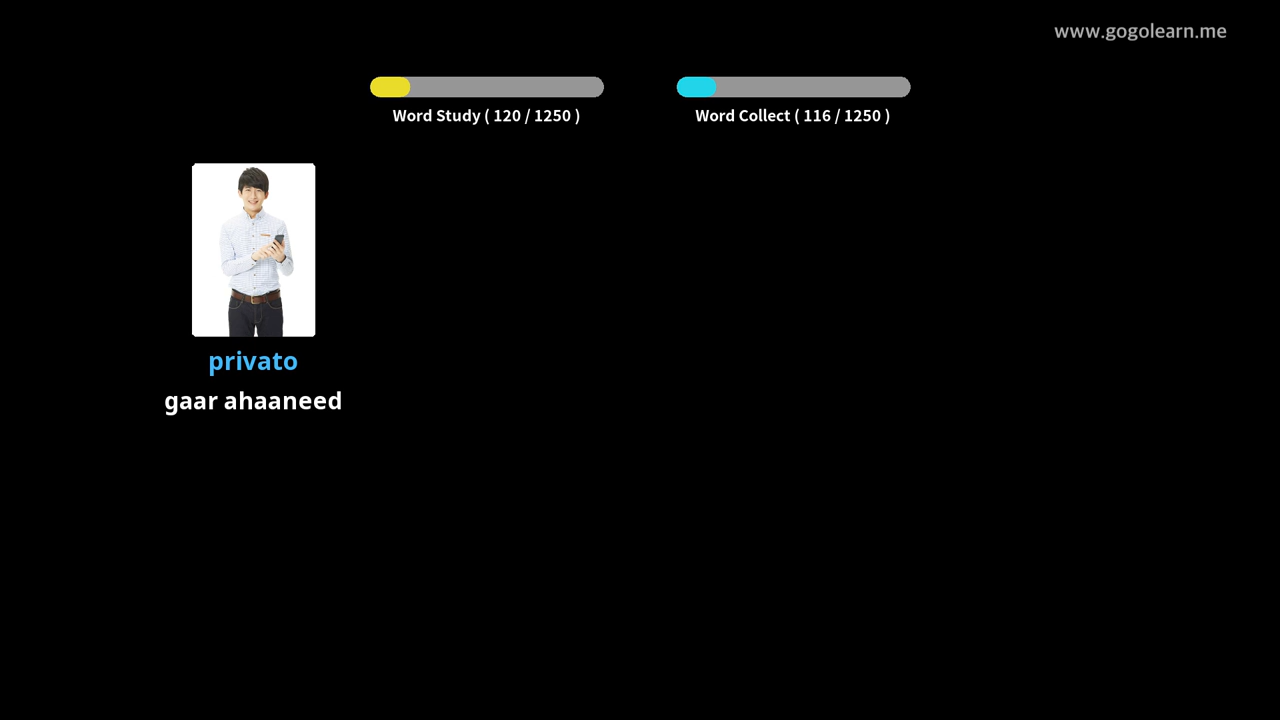 www.gogolearn.me
Word Study ( 120 / 1250 )
Word Collect ( 116 / 1250 )
privato
gaar ahaaneed